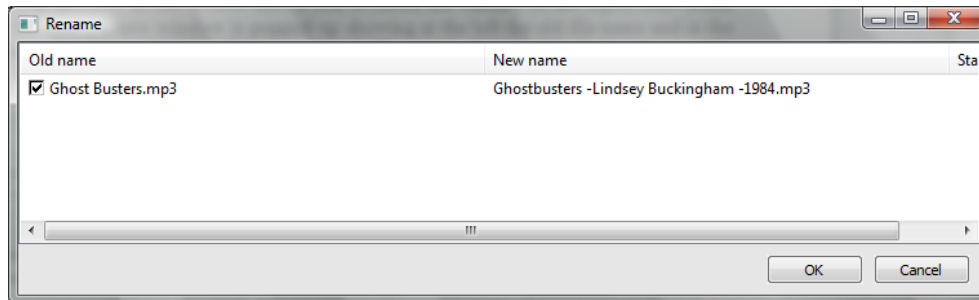 Rename
Old name New name Sta
Ghost Busters.mp3 Ghostbusters -Lindsey Buckingham -1984.mp3
OK Cancel